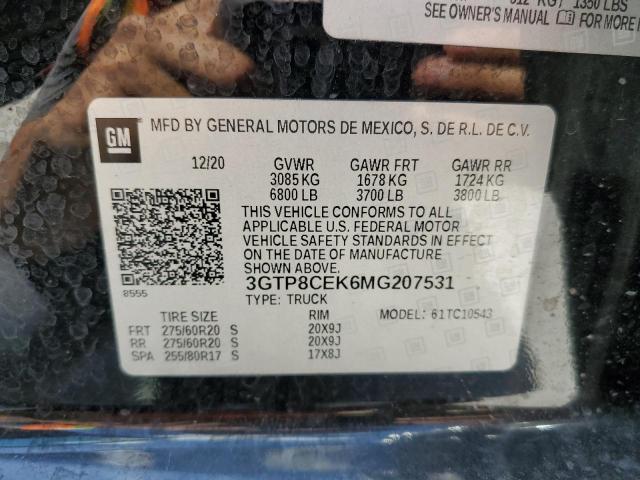 KG / 1350 LBS
SEE OWNER'S MANUAL FOR MORE
GM
MFD BY GENERAL MOTORS DE MEXICO, S. DE R.L. DE C.V.
12/20 GVWR GAWR FRT GAWR RR
3085 KG 1678 KG 1724 KG
6800 LB 3700 LB 3800 LB
THIS VEHICLE CONFORMS TO ALL
APPLICABLE U.S. FEDERAL MOTOR
VEHICLE SAFETY STANDARDS IN EFFECT
ON THE DATE OF MANUFACTURE
SHOWN ABOVE.
8555
3GTP8CEK6MG207531
TYPE: TRUCK
TIRE SIZE RIM MODEL: 61TC10543
FRT 275/60R20 S 20X9J
RR 275/60R20 S 20X9J
SPA 255/80R17 S 17X8J